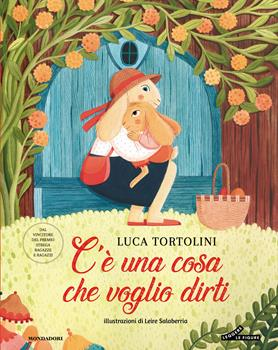 LUCA TORTOLINI
DAL
VINCITORE
DEL PREMIO
STREGA
RAGAZZE
E RAGAZZI
C'è una cosa
che voglio dirti
illustrazioni di Leire Salaberria
MONDADORI
LEGGERE
LE FIGURE